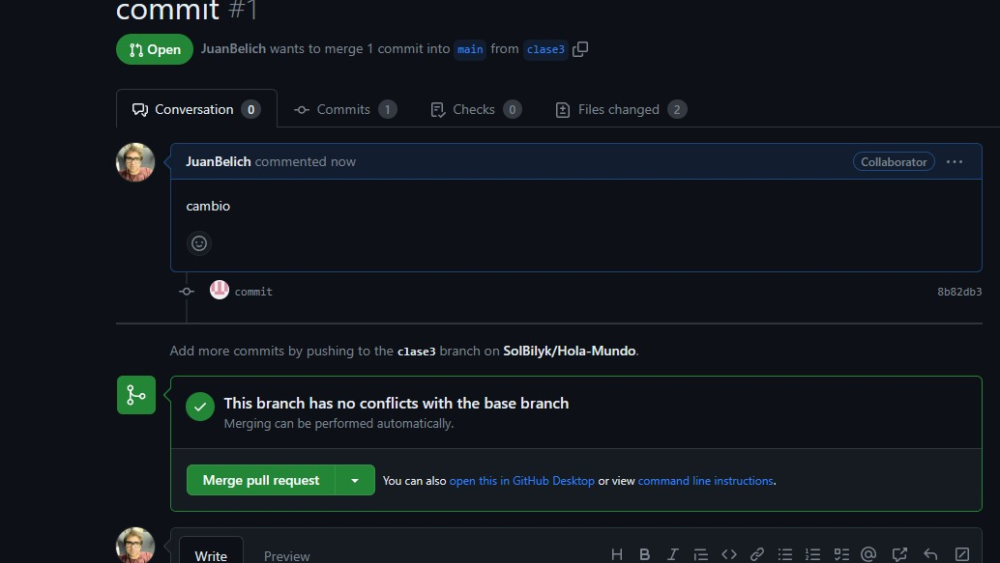 commit #1
Open JuanBelich wants to merge 1 commit into main from clase3
Conversation 0 Commits 1 Checks 0 Files changed 2
JuanBelich commented now Collaborator
cambio
commit 8b82db3
Add more commits by pushing to the clase3 branch on SolBilyk/Hola-Mundo.
This branch has no conflicts with the base branch
Merging can be performed automatically.
Merge pull request You can also open this in GitHub Desktop or view command line instructions.
Write Preview